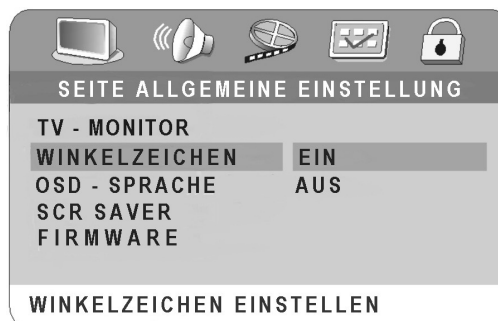 SEITE ALLGEMEINE EINSTELLUNG
TV - MONITOR
WINKELZEICHEN EIN
OSD - SPRACHE AUS
SCR SAVER
FIRMWARE
WINKELZEICHEN EINSTELLEN